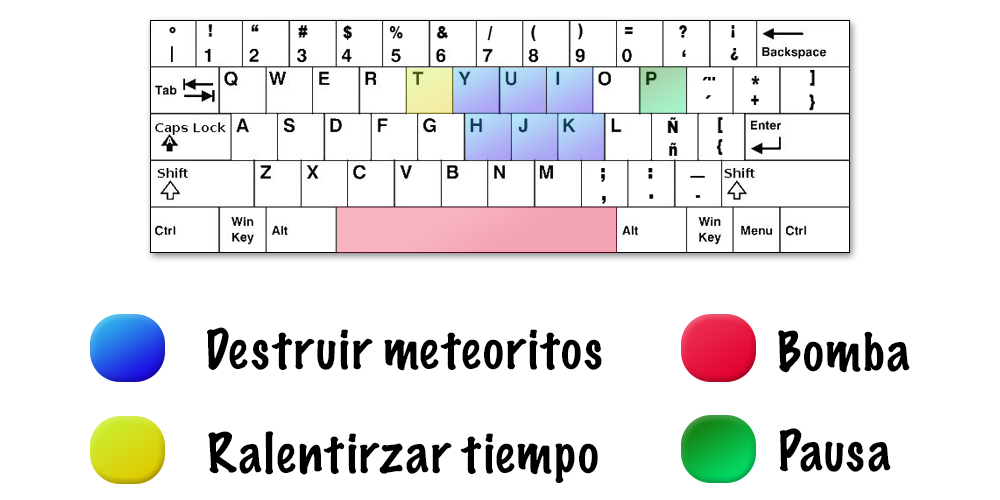 ° ! " # $ % & / ( ) = ? ¡
| 1 2 3 4 5 6 7 8 9 0 ‘ ¿ Backspace
Tab Q W E R T Y U I O P ¨ * ]
´ + }
Caps Lock A S D F G H J K L Ñ [ Enter
ñ {
Shift Z X C V B N M ; : — Shift
, . -
Ctrl Win Key Alt Alt Win Key Menu Ctrl
Destruir meteoritos Bomba
Ralentirzar tiempo Pausa